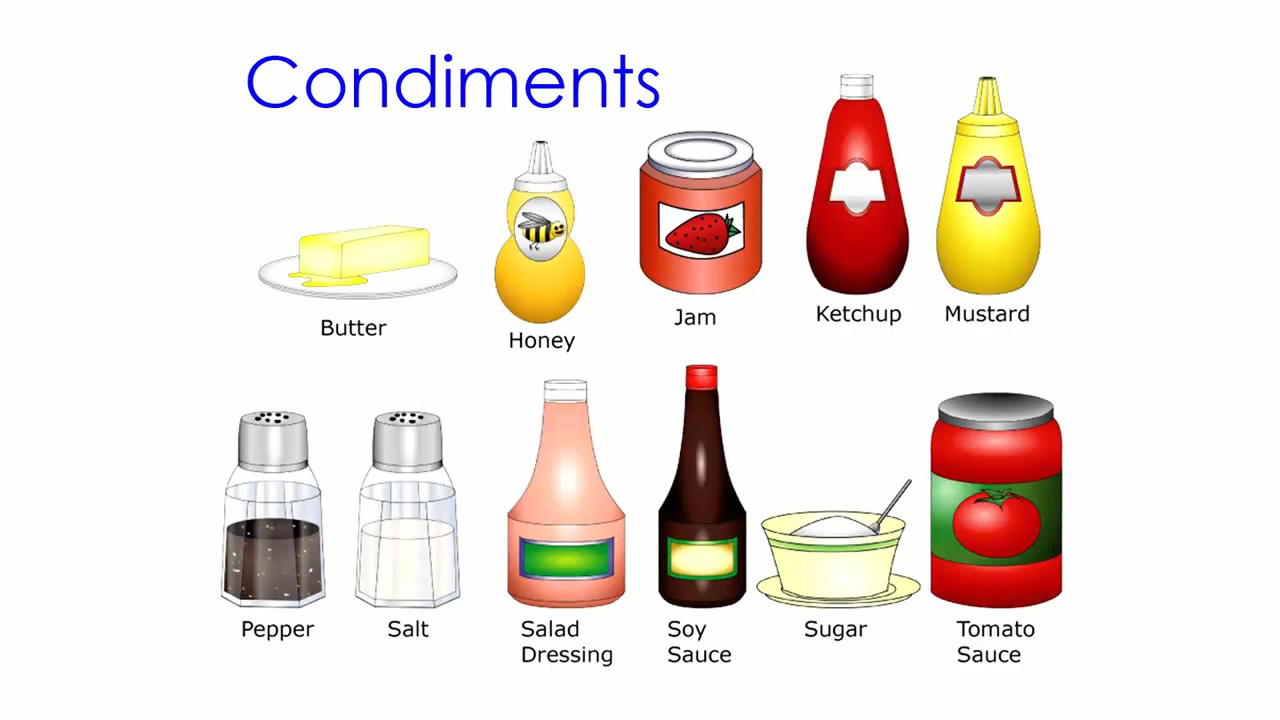 Condiments
Butter
Honey
Jam
Ketchup
Mustard
Pepper
Salt
Salad
Dressing
Soy
Sauce
Sugar
Tomato
Sauce